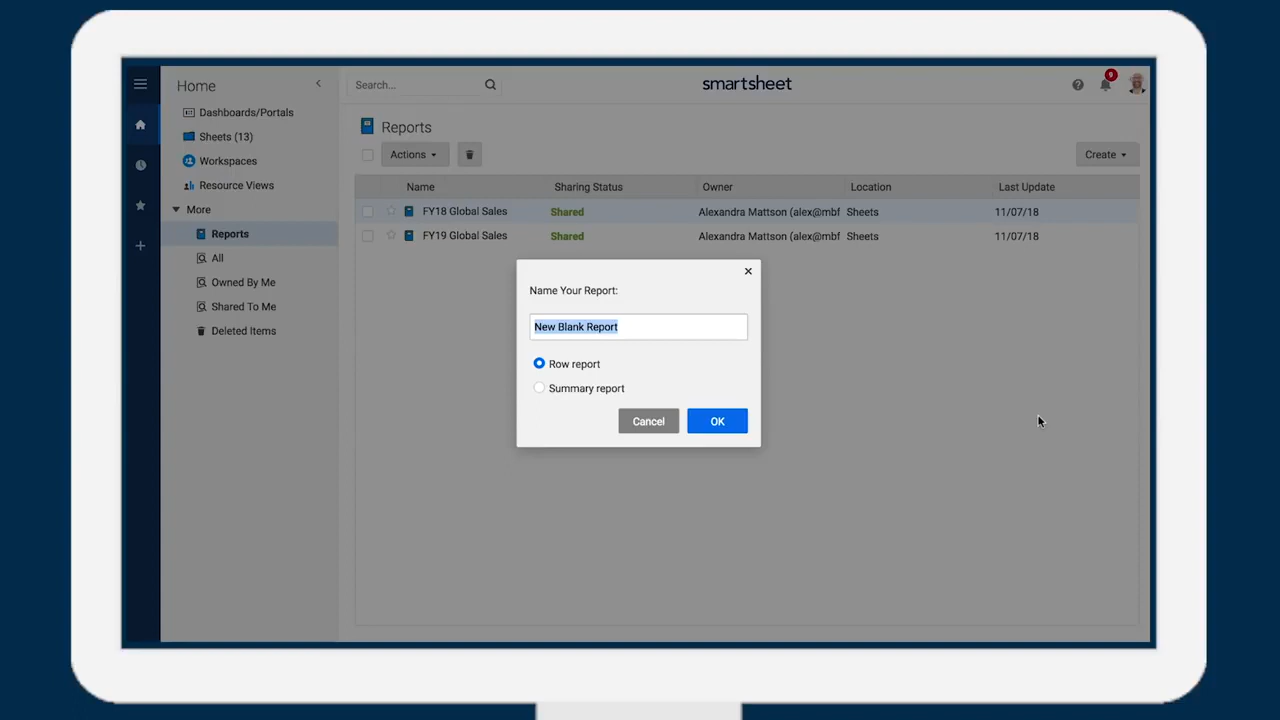 Home
Search...
smartsheet
9
Dashboards/Portals
Sheets (13)
Workspaces
Resource Views
More
Reports
All
Owned By Me
Shared To Me
Deleted Items
Reports
Actions
Create
Name Sharing Status Owner Location Last Update
FY18 Global Sales Shared Alexandra Mattson (alex@mbf Sheets 11/07/18
FY19 Global Sales Shared Alexandra Mattson (alex@mbf Sheets 11/07/18
Name Your Report:
New Blank Report
Row report
Summary report
Cancel OK